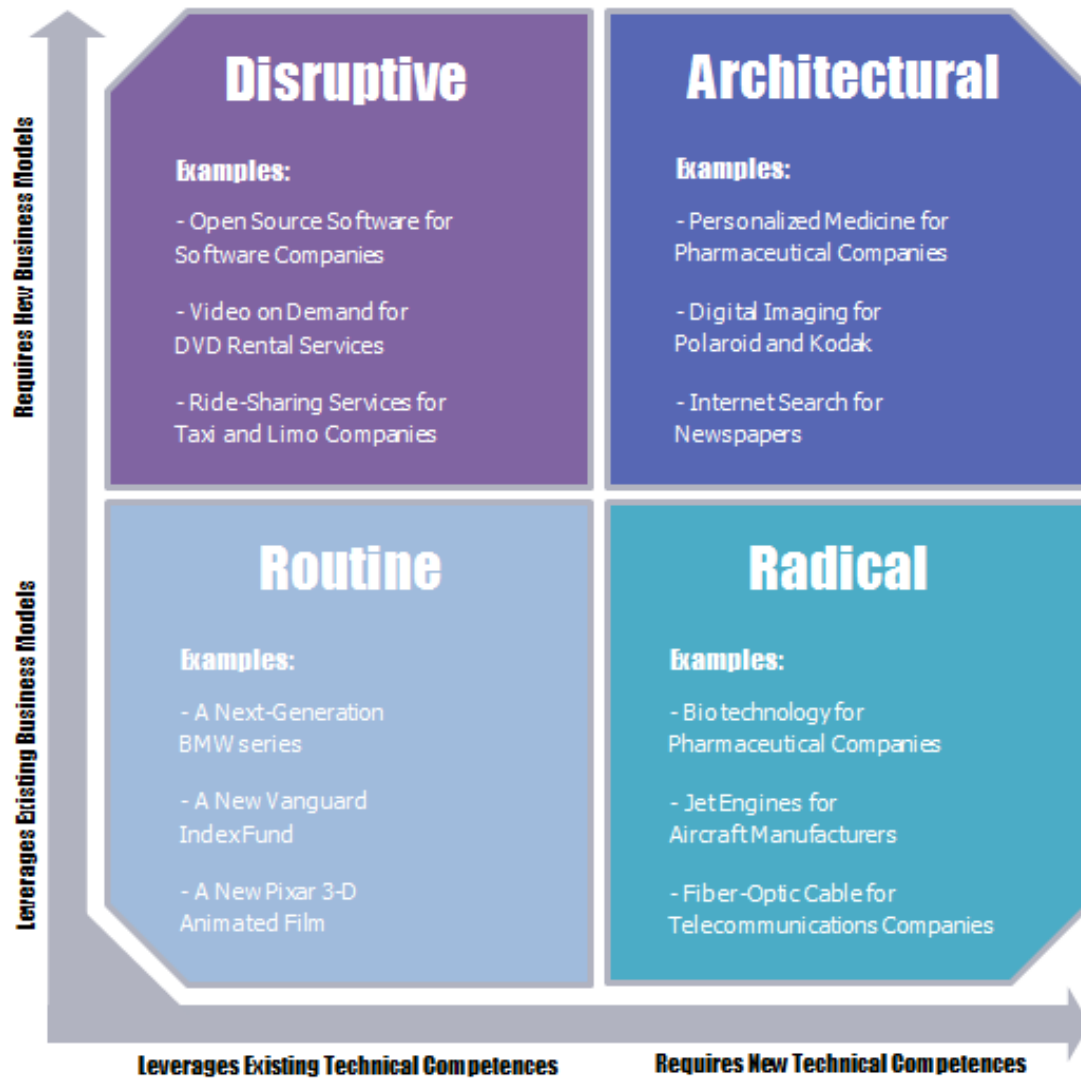 Requires New Business Models
Disruptive
Examples:
- Open Source Software for
Software Companies
- Video on Demand for
DVD Rental Services
- Ride-Sharing Services for
Taxi and Limo Companies
Architectural
Examples:
- Personalized Medicine for
Pharmaceutical Companies
- Digital Imaging for
Polaroid and Kodak
- Internet Search for
Newspapers
Leverages Existing Business Models
Routine
Examples:
- A Next-Generation
BMW series
- A New Vanguard
Index Fund
- A New Pixar 3-D
Animated Film
Radical
Examples:
- Biotechnology for
Pharmaceutical Companies
- Jet Engines for
Aircraft Manufacturers
- Fiber-Optic Cable for
Telecommunications Companies
Leverages Existing Technical Competences
Requires New Technical Competences